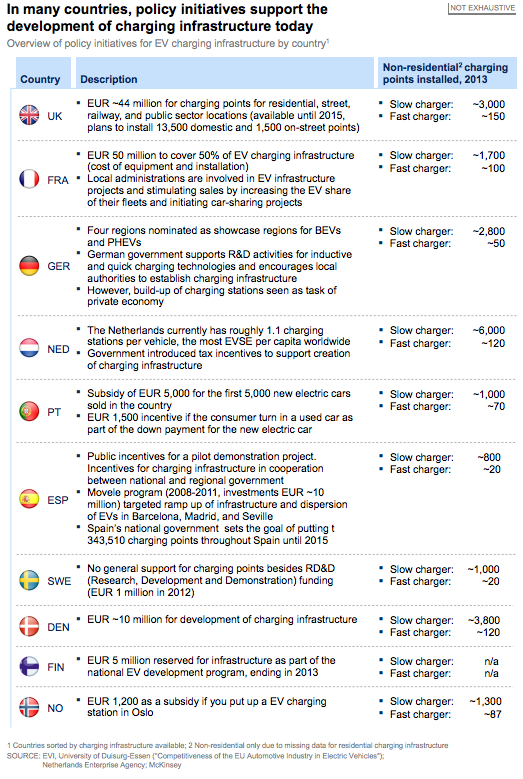 In many countries, policy initiatives support the
development of charging infrastructure today
NOT EXHAUSTIVE
Overview of policy initiatives for EV charging infrastructure by country1
Country
Description
Non-residential2 charging
points installed, 2013
UK
▪ EUR ~44 million for charging points for residential, street,
railway, and public sector locations (available until 2015,
plans to install 13,500 domestic and 1,500 on-street points)
▪ Slow charger: ~3,000
▪ Fast charger: ~150
FRA
▪ EUR 50 million to cover 50% of EV charging infrastructure
(cost of equipment and installation)
▪ Local administrations are involved in EV infrastructure
projects and stimulating sales by increasing the EV share
of their fleets and initiating car-sharing projects
▪ Slow charger: ~1,700
▪ Fast charger: ~100
GER
▪ Four regions nominated as showcase regions for BEVs
and PHEVs
▪ German government supports R&D activities for inductive
and quick charging technologies and encourages local
authorities to establish charging infrastructure
▪ However, build-up of charging stations seen as task of
private economy
▪ Slow charger: ~2,800
▪ Fast charger: ~50
NED
▪ The Netherlands currently has roughly 1.1 charging
stations per vehicle, the most EVSE per capita worldwide
▪ Government introduced tax incentives to support creation
of charging infrastructure
▪ Slow charger: ~6,000
▪ Fast charger: ~120
PT
▪ Subsidy of EUR 5,000 for the first 5,000 new electric cars
sold in the country
▪ EUR 1,500 incentive if the consumer turn in a used car as
part of the down payment for the new electric car
▪ Slow charger: ~1,000
▪ Fast charger: ~70
ESP
▪ Public incentives for a pilot demonstration project.
Incentives for charging infrastructure in cooperation
between national and regional government
▪ Movele program (2008-2011, investments EUR ~10
million) targeted ramp up of infrastructure and dispersion
of EVs in Barcelona, Madrid, and Seville
▪ Spain's national government sets the goal of putting t
343,510 charging points throughout Spain until 2015
▪ Slow charger: ~800
▪ Fast charger: ~20
SWE
▪ No general support for charging points besides RD&D
(Research, Development and Demonstration) funding
(EUR 1 million in 2012)
▪ Slow charger: ~1,000
▪ Fast charger: ~20
DEN
▪ EUR ~10 million for development of charging infrastructure
▪ Slow charger: ~3,800
▪ Fast charger: ~120
FIN
▪ EUR 5 million reserved for infrastructure as part of the
national EV development program, ending in 2013
▪ Slow charger: n/a
▪ Fast charger: n/a
NO
▪ EUR 1,200 as a subsidy if you put up a EV charging
station in Oslo
▪ Slow charger: ~1,300
▪ Fast charger: ~87
1 Countries sorted by charging infrastructure available; 2 Non-residential only due to missing data for residential charging infrastructure
SOURCE: EVI, University of Duisurg-Essen ("Competitiveness of the EU Automotive Industry in Electric Vehicles");
Netherlands Enterprise Agency; McKinsey